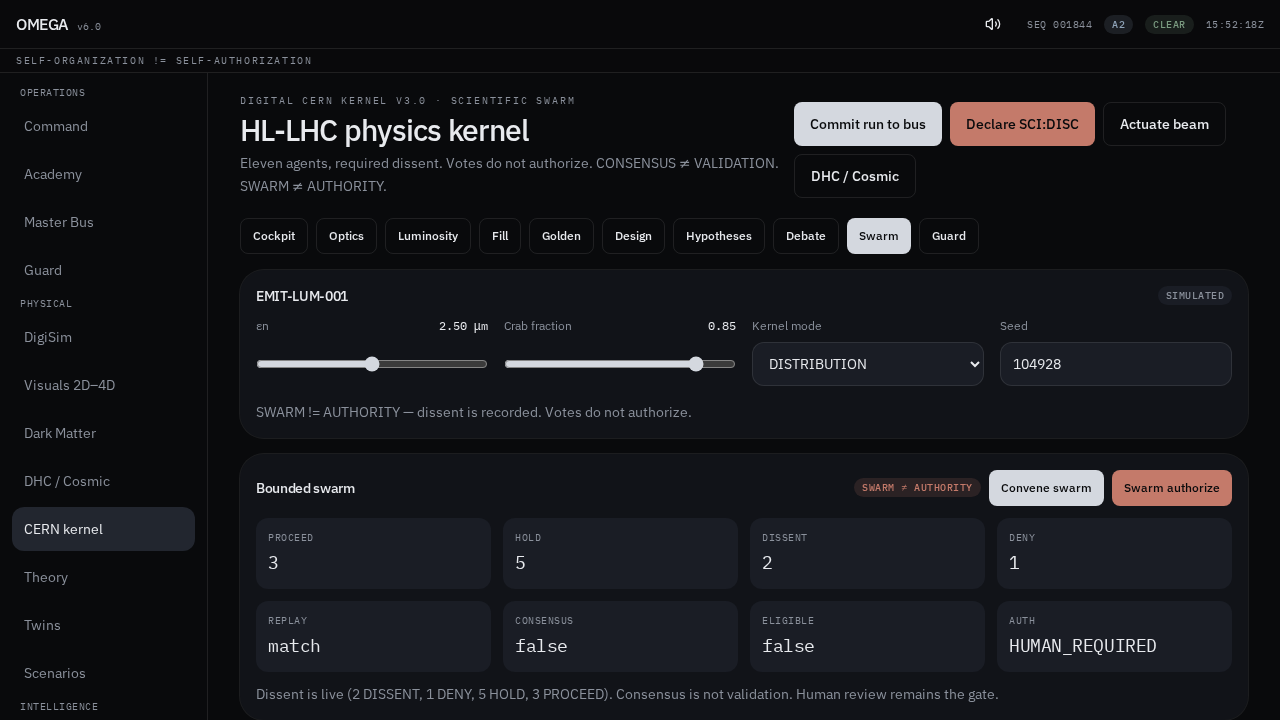 OMEGA v6.0
SEQ 001844 A2 CLEAR 15:52:18Z
SELF-ORGANIZATION != SELF-AUTHORIZATION
OPERATIONS
Command
Academy
Master Bus
Guard
PHYSICAL
DigiSim
Visuals 2D–4D
Dark Matter
DHC / Cosmic
CERN kernel
Theory
Twins
Scenarios
INTELLIGENCE
DIGITAL CERN KERNEL V3.0 · SCIENTIFIC SWARM
HL-LHC physics kernel
Eleven agents, required dissent. Votes do not authorize. CONSENSUS ≠ VALIDATION.
SWARM ≠ AUTHORITY.
Commit run to bus Declare SCI:DISC Actuate beam
DHC / Cosmic
Cockpit Optics Luminosity Fill Golden Design Hypotheses Debate Swarm Guard
EMIT-LUM-001 SIMULATED
εn 2.50 μm Crab fraction 0.85 Kernel mode Seed
DISTRIBUTION 104928
SWARM != AUTHORITY — dissent is recorded. Votes do not authorize.
Bounded swarm SWARM ≠ AUTHORITY Convene swarm Swarm authorize
PROCEED HOLD DISSENT DENY
3 5 2 1
REPLAY CONSENSUS ELIGIBLE AUTH
match false false HUMAN_REQUIRED
Dissent is live (2 DISSENT, 1 DENY, 5 HOLD, 3 PROCEED). Consensus is not validation. Human review remains the gate.